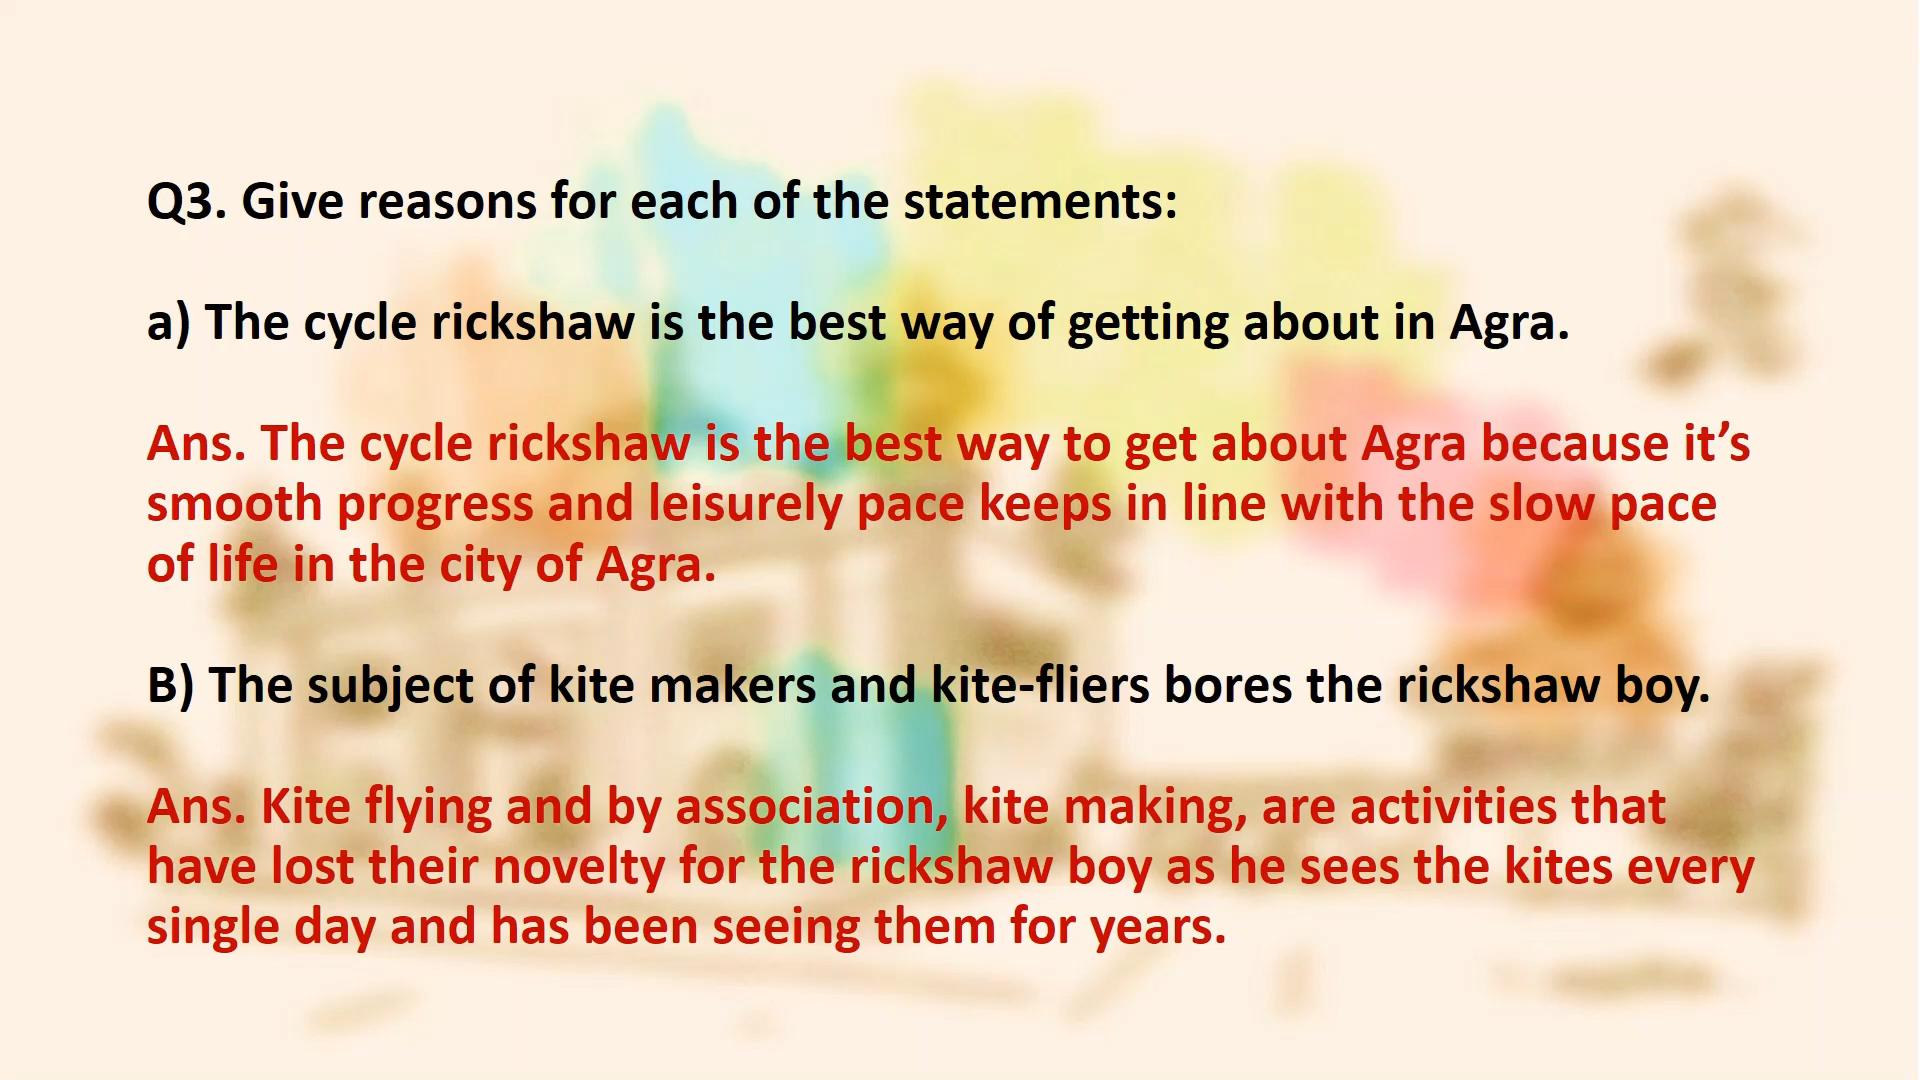 Q3. Give reasons for each of the statements:
a) The cycle rickshaw is the best way of getting about in Agra.
Ans. The cycle rickshaw is the best way to get about Agra because it’s
smooth progress and leisurely pace keeps in line with the slow pace
of life in the city of Agra.
B) The subject of kite makers and kite-fliers bores the rickshaw boy.
Ans. Kite flying and by association, kite making, are activities that
have lost their novelty for the rickshaw boy as he sees the kites every
single day and has been seeing them for years.